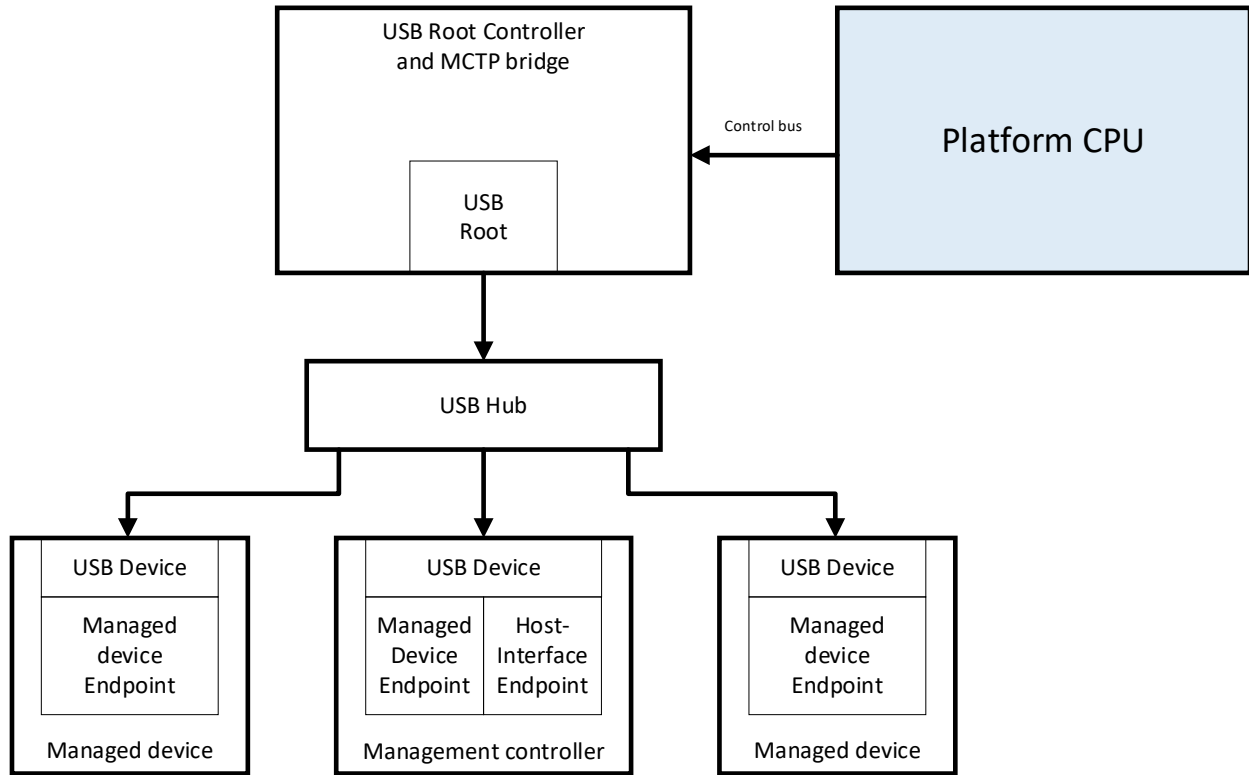 USB Root Controller
and MCTP bridge
Control bus
Platform CPU
USB
Root
USB Hub
USB Device
Managed
device
Endpoint
Managed device
USB Device
Managed
Device
Endpoint
Host-
Interface
Endpoint
Management controller
USB Device
Managed
device
Endpoint
Managed device